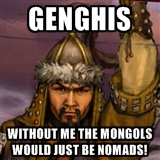 GENGHIS
WITHOUT ME THE MONGOLS
WOULD JUST BE NOMADS!